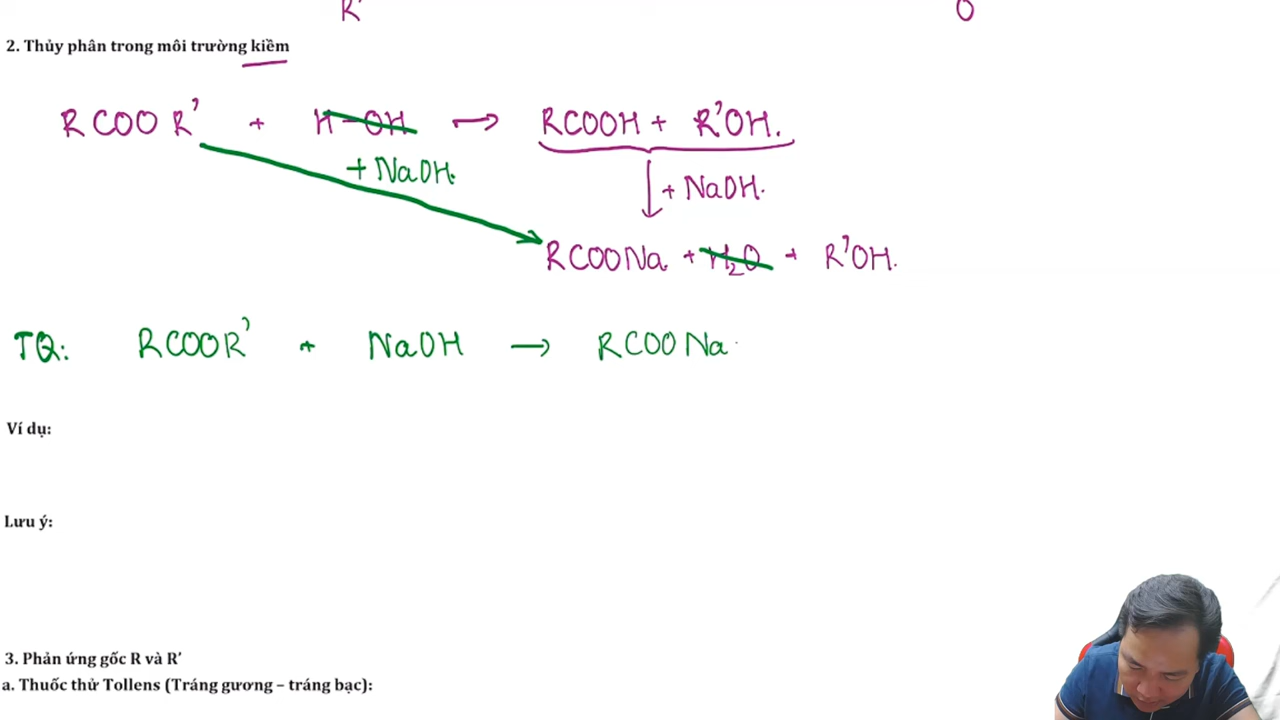 R'
O
2. Thủy phân trong môi trường kiềm
RCOOR' + H-OH → RCOOH + R'OH.
+ NaOH.
↓ + NaOH.
RCOONa + H₂O + R'OH.
TQ: RCOOR' + NaOH → RCOONa
Ví dụ:
Lưu ý:
3. Phản ứng gốc R và R'
a. Thuốc thử Tollens (Tráng gương – tráng bạc):